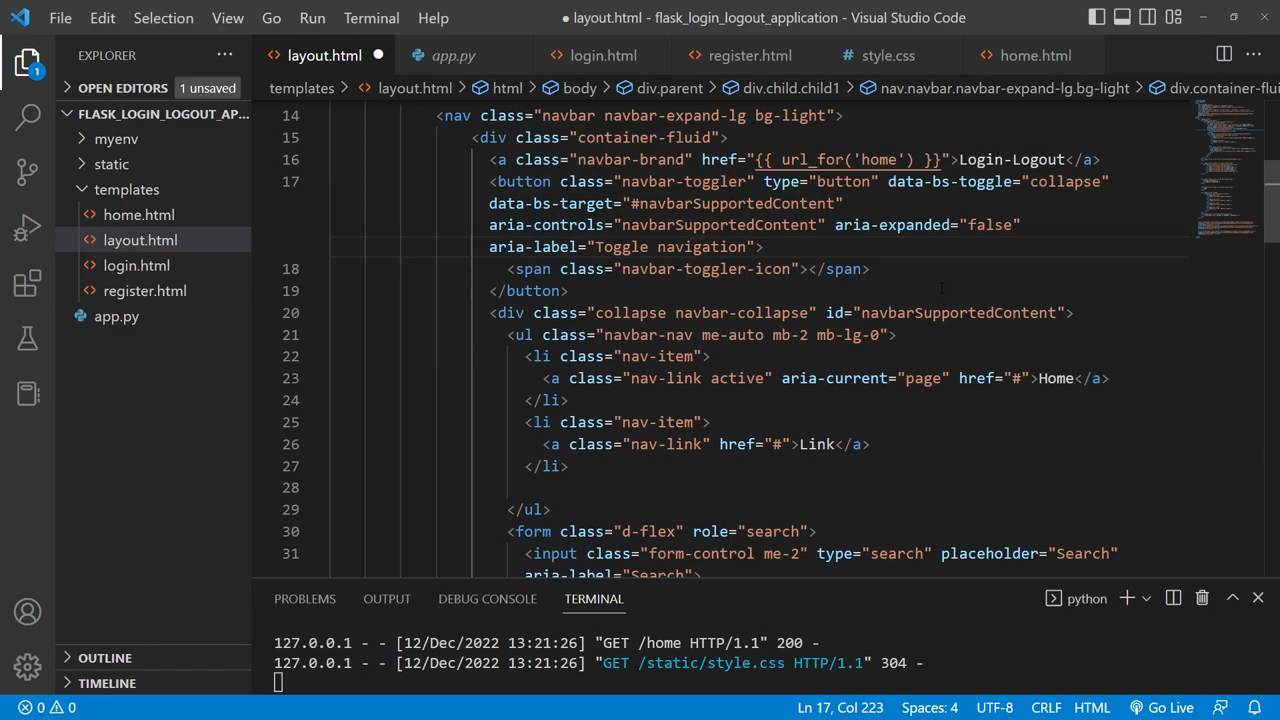 File Edit Selection View Go Run Terminal Help ● layout.html - flask_login_logout_application - Visual Studio Code
EXPLORER ...
layout.html app.py login.html register.html # style.css home.html ...
1
OPEN EDITORS 1 unsaved
templates > layout.html > html > body > div.parent > div.child.child1 > nav.navbar.navbar-expand-lg.bg-light > div.container-flui
FLASK_LOGIN_LOGOUT_AP...
myenv
static
templates
home.html
layout.html
login.html
register.html
app.py
14 <nav class="navbar navbar-expand-lg bg-light">
15 <div class="container-fluid">
16 <a class="navbar-brand" href="{{ url_for('home') }}">Login-Logout</a>
17 <button class="navbar-toggler" type="button" data-bs-toggle="collapse"
data-bs-target="#navbarSupportedContent"
aria-controls="navbarSupportedContent" aria-expanded="false"
aria-label="Toggle navigation">
18 <span class="navbar-toggler-icon"></span>
19 </button>
20 <div class="collapse navbar-collapse" id="navbarSupportedContent">
21 <ul class="navbar-nav me-auto mb-2 mb-lg-0">
22 <li class="nav-item">
23 <a class="nav-link active" aria-current="page" href="#">Home</a>
24 </li>
25 <li class="nav-item">
26 <a class="nav-link" href="#">Link</a>
27 </li>
28
29 </ul>
30 <form class="d-flex" role="search">
31 <input class="form-control me-2" type="search" placeholder="Search"
aria-label="Search">
PROBLEMS OUTPUT DEBUG CONSOLE TERMINAL python
127.0.0.1 - - [12/Dec/2022 13:21:26] "GET /home HTTP/1.1" 200 -
127.0.0.1 - - [12/Dec/2022 13:21:26] "GET /static/style.css HTTP/1.1" 304 -
OUTLINE
TIMELINE
0 0 Ln 17, Col 223 Spaces: 4 UTF-8 CRLF HTML Go Live